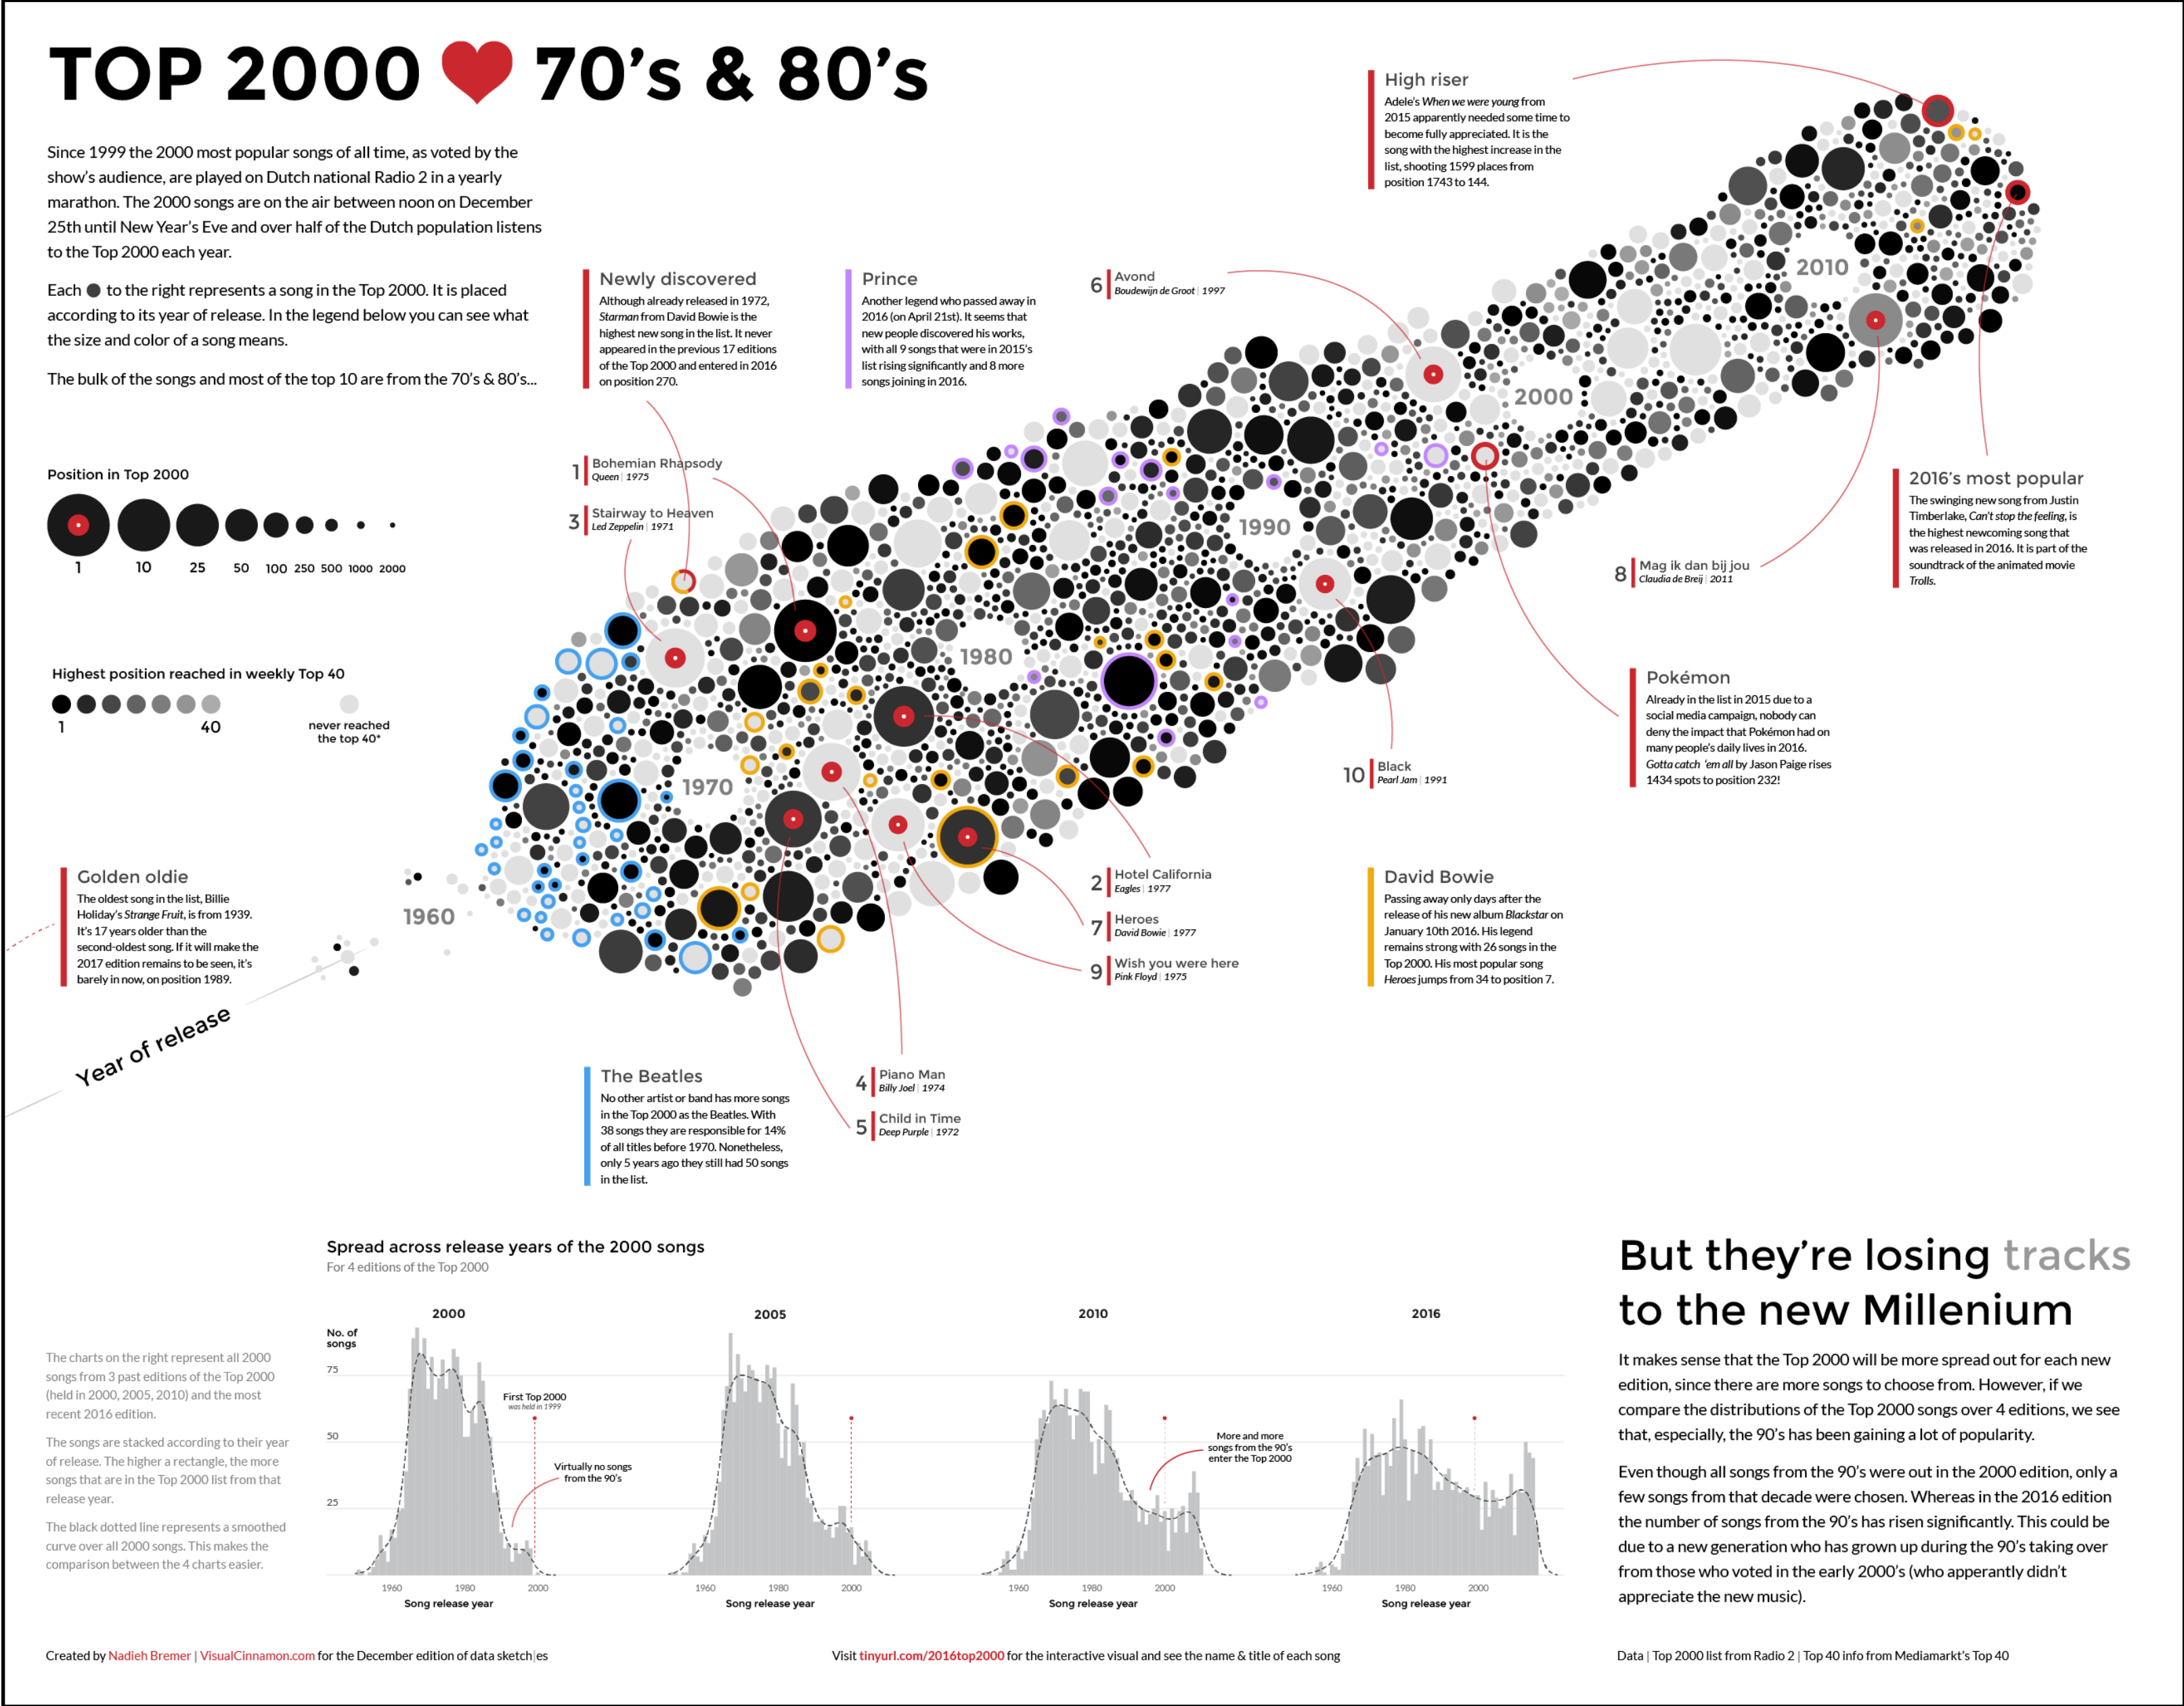 TOP 2000 70's & 80's
Since 1999 the 2000 most popular songs of all time, as voted by the
show's audience, are played on Dutch national Radio 2 in a yearly
marathon. The 2000 songs are on the air between noon on December
25th until New Year's Eve and over half of the Dutch population listens
to the Top 2000 each year.
Each to the right represents a song in the Top 2000. It is placed
according to its year of release. In the legend below you can see what
the size and color of a song means.
The bulk of the songs and most of the top 10 are from the 70's & 80's...
Position in Top 2000
1 10 25 50 100 250 500 1000 2000
Highest position reached in weekly Top 40
1 40
never reached
the top 40*
Newly discovered
Although already released in 1972,
Starman from David Bowie is the
highest new song in the list. It never
appeared in the previous 17 editions
of the Top 2000 and entered in 2016
on position 270.
Prince
Another legend who passed away in
2016 (on April 21st). It seems that
new people discovered his works,
with all 9 songs that were in 2015's
list rising significantly and 8 more
songs joining in 2016.
High riser
Adele's When we were young from
2015 apparently needed some time to
become fully appreciated. It is the
song with the highest increase in the
list, shooting 1599 places from
position 1743 to 144.
6 Avond
Boudewijn de Groot | 1997
1 Bohemian Rhapsody
Queen | 1975
3 Stairway to Heaven
Led Zeppelin | 1971
1960
1970
1980
1990
2000
2010
2016's most popular
The swinging new song from Justin
Timberlake, Can't stop the feeling, is
the highest newcoming song that
was released in 2016. It is part of the
soundtrack of the animated movie
Trolls.
8 Mag ik dan bij jou
Claudia de Breij | 2011
Pokémon
Already in the list in 2015 due to a
social media campaign, nobody can
deny the impact that Pokémon had on
many people's daily lives in 2016.
Gotta catch 'em all by Jason Paige rises
1434 spots to position 232!
10 Black
Pearl Jam | 1991
2 Hotel California
Eagles | 1977
7 Heroes
David Bowie | 1977
9 Wish you were here
Pink Floyd | 1975
David Bowie
Passing away only days after the
release of his new album Blackstar on
January 10th 2016. His legend
remains strong with 26 songs in the
Top 2000. His most popular song
Heroes jumps from 34 to position 7.
Golden oldie
The oldest song in the list, Billie
Holiday's Strange Fruit, is from 1939.
It's 17 years older than the
second-oldest song. If it will make the
2017 edition remains to be seen, it's
barely in now, on position 1989.
Year of release
The Beatles
No other artist or band has more songs
in the Top 2000 as the Beatles. With
38 songs they are responsible for 14%
of all titles before 1970. Nonetheless,
only 5 years ago they still had 50 songs
in the list.
4 Piano Man
Billy Joel | 1974
5 Child in Time
Deep Purple | 1972
Spread across release years of the 2000 songs
For 4 editions of the Top 2000
The charts on the right represent all 2000
songs from 3 past editions of the Top 2000
(held in 2000, 2005, 2010) and the most
recent 2016 edition.
The songs are stacked according to their year
of release. The higher a rectangle, the more
songs that are in the Top 2000 list from that
release year.
The black dotted line represents a smoothed
curve over all 2000 songs. This makes the
comparison between the 4 charts easier.
2000 2005 2010 2016
No. of
songs
75
50
25
First Top 2000
was held in 1999
Virtually no songs
from the 90's
More and more
songs from the 90's
enter the Top 2000
1960 1980 2000 1960 1980 2000 1960 1980 2000 1960 1980 2000
Song release year Song release year Song release year Song release year
But they're losing tracks
to the new Millenium
It makes sense that the Top 2000 will be more spread out for each new
edition, since there are more songs to choose from. However, if we
compare the distributions of the Top 2000 songs over 4 editions, we see
that, especially, the 90's has been gaining a lot of popularity.
Even though all songs from the 90's were out in the 2000 edition, only a
few songs from that decade were chosen. Whereas in the 2016 edition
the number of songs from the 90's has risen significantly. This could be
due to a new generation who has grown up during the 90's taking over
from those who voted in the early 2000's (who apperantly didn't
appreciate the new music).
Created by Nadieh Bremer | VisualCinnamon.com for the December edition of data sketch|es
Visit tinyurl.com/2016top2000 for the interactive visual and see the name & title of each song
Data | Top 2000 list from Radio 2 | Top 40 info from Mediamarkt's Top 40